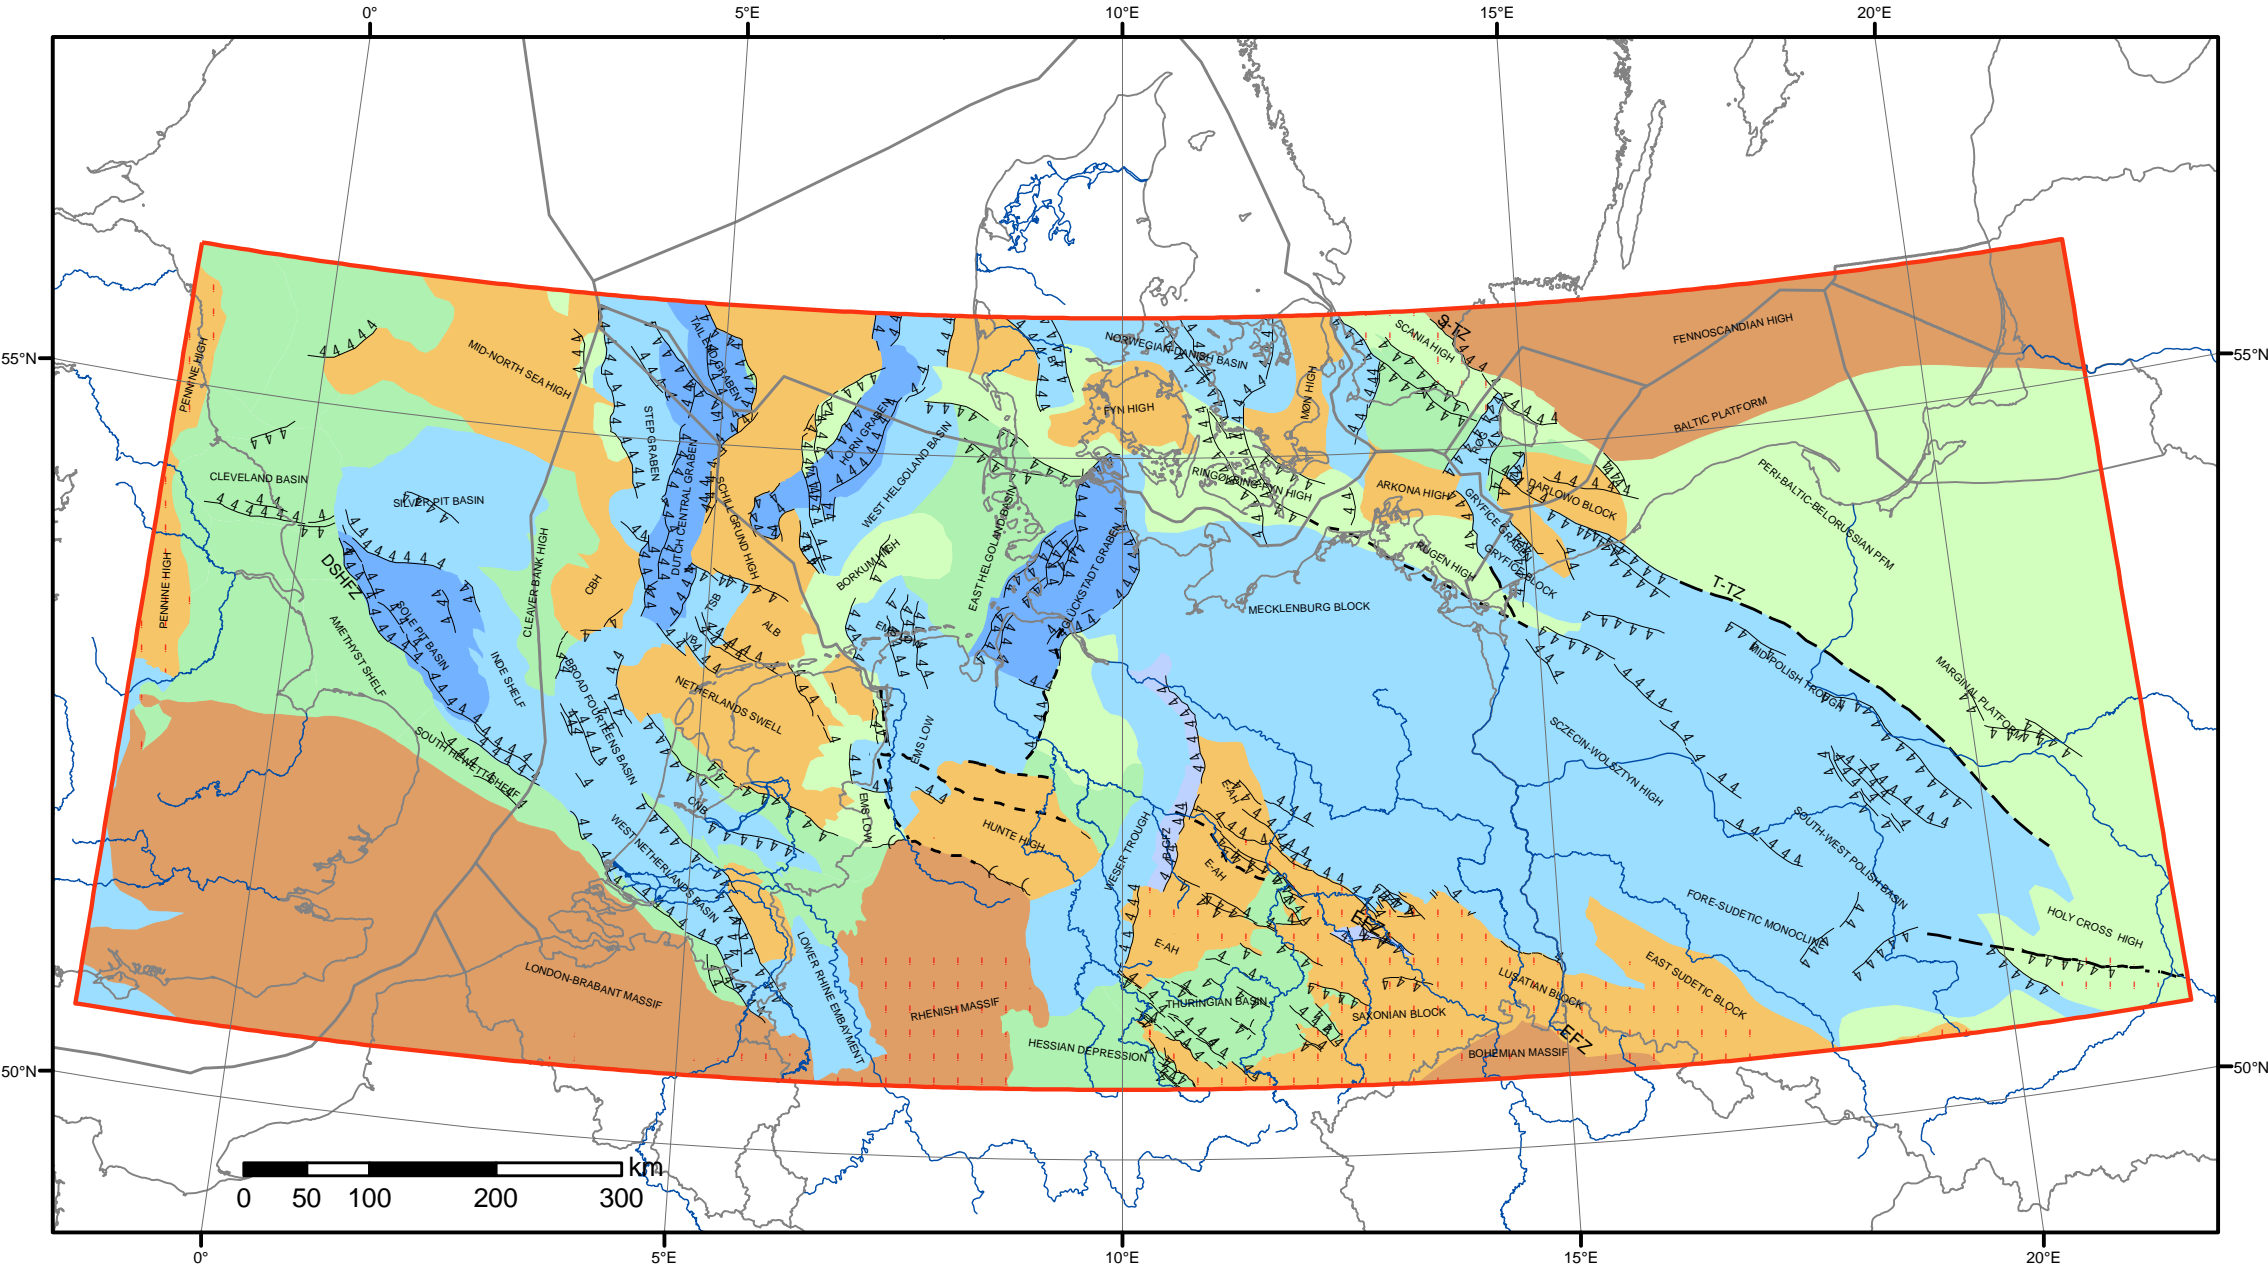 0°
5°E
10°E
15°E
20°E
55°N
55°N
50°N
50°N
TAIL END GRABEN
NORWEGIAN-DANISH BASIN
SCANIA HIGH
S-TZ
FENNOSCANDIAN HIGH
PENNINE HIGH
MID-NORTH SEA HIGH
MØN HIGH
FYN HIGH
BALTIC PLATFORM
STEP GRABEN
HORN GRABEN
WEST HELGOLAND BASIN
CLEVELAND BASIN
SILVER PIT BASIN
DUTCH CENTRAL GRABEN
SCHILL GRUND HIGH
RINGØKBING-FYN HIGH
ARKONA HIGH
DARLOWO BLOCK
PERI-BALTIC-BELORUSSIAN PFM
EAST HELGOLAND BASIN
GLÜCKSTADT GRABEN
GRYFICE GRABEN
GRYFICE BLOCK
RUGEN HIGH
BORKUM HIGH
CLEAVER BANK HIGH
CBH
PENNINE HIGH
DSHFZ
SOLE PIT BASIN
TSB
VB
ALB
EMS LOW
MECKLENBURG BLOCK
T-TZ
AMETHYST SHELF
INDE SHELF
BROAD FOURTEENS BASIN
NETHERLANDS SWELL
MID-POLISH TROUGH
MARGINAL PLATFORM
SOUTH HEWETT SHELF
EMS LOW
SCZECIN-WOLSZTYN HIGH
CNB
EMS LOW
HUNTE HIGH
WESER TROUGH
E-AH
WEST NETHERLANDS BASIN
SOUTH-WEST POLISH BASIN
E-AH
FORE-SUDETIC MONOCLINE
HOLY CROSS HIGH
EFZ
E-AH
LOWER RHINE EMBAYMENT
LONDON-BRABANT MASSIF
RHENISH MASSIF
THURINGIAN BASIN
SAXONIAN BLOCK
LUSATIAN BLOCK
EAST SUDETIC BLOCK
HESSIAN DEPRESSION
BOHEMIAN MASSIF
EFZ
km
0 50 100 200 300
0°
5°E
10°E
15°E
20°E